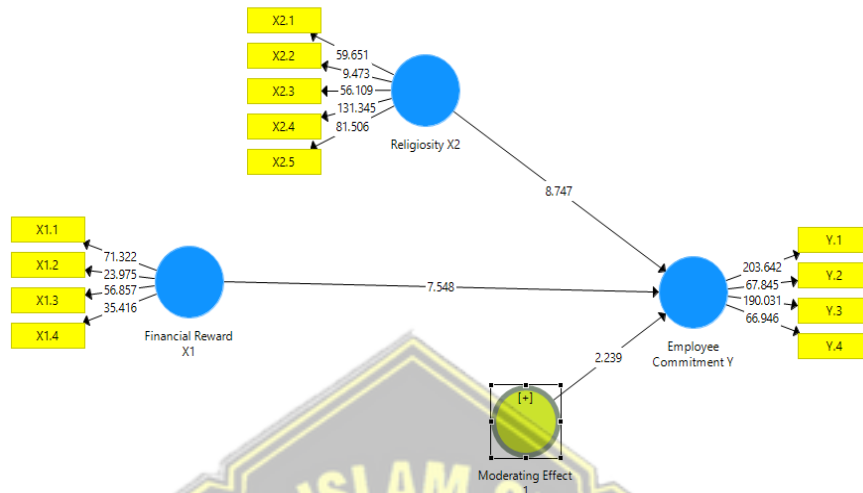 X2.1
X2.2
X2.3
X2.4
X2.5
59.651
9.473
56.109
131.345
81.506
Religiosity X2
8.747
X1.1
X1.2
X1.3
X1.4
71.322
23.975
56.857
35.416
Financial Reward
X1
7.548
203.642
67.845
190.031
66.946
Y.1
Y.2
Y.3
Y.4
Employee
Commitment Y
2.239
[+]
Moderating Effect
1
ISLAM